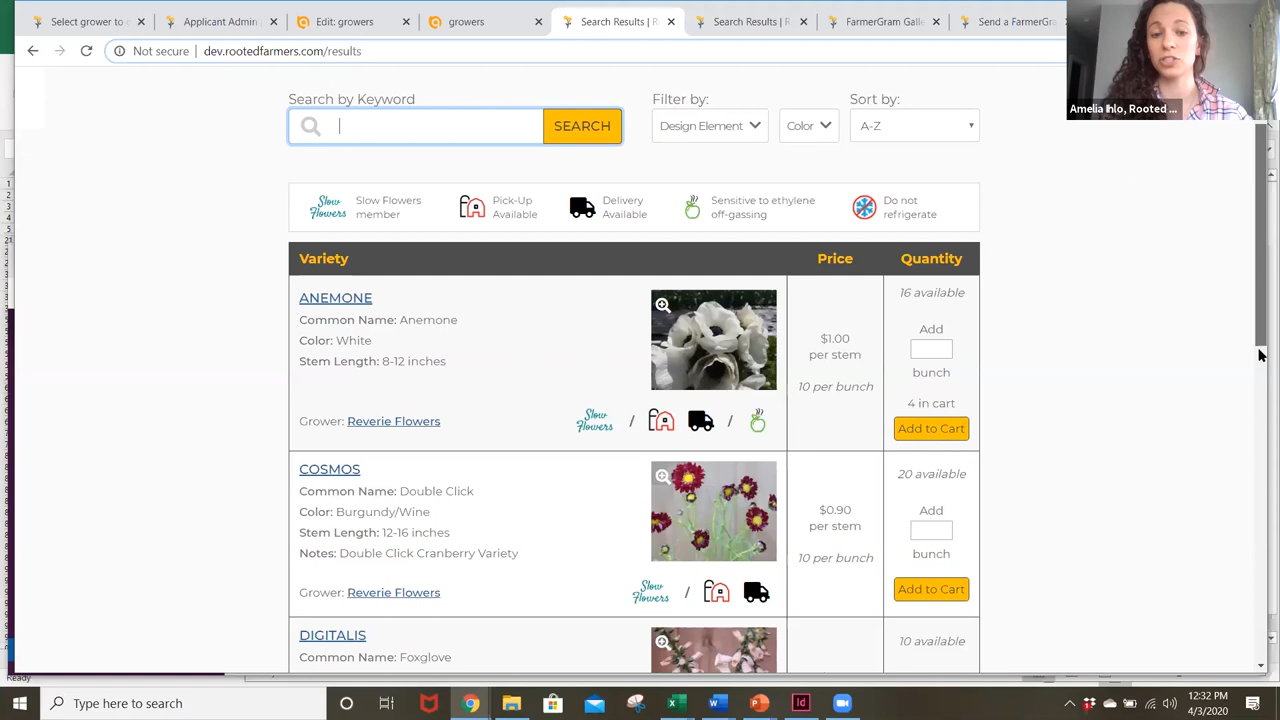 Select grower to c
Applicant Admin
Edit: growers
growers
Search Results | R
Search Results | R
FarmerGram Galle
Send a FarmerGra
Not secure
dev.rootedfarmers.com/results
Amelia Ihlo, Rooted ...
Search by Keyword
Filter by:
Sort by:
SEARCH
Design Element
Color
A-Z
Slow Flowers
Slow Flowers
member
Pick-Up
Available
Delivery
Available
Sensitive to ethylene
off-gassing
Do not
refrigerate
Variety
Price
Quantity
ANEMONE
Common Name: Anemone
Color: White
Stem Length: 8-12 inches
Grower: Reverie Flowers
Slow Flowers
/
/
$1.00
per stem
10 per bunch
16 available
Add
bunch
4 in cart
Add to Cart
COSMOS
Common Name: Double Click
Color: Burgundy/Wine
Stem Length: 12-16 inches
Notes: Double Click Cranberry Variety
Grower: Reverie Flowers
Slow Flowers
/
$0.90
per stem
10 per bunch
20 available
Add
bunch
Add to Cart
DIGITALIS
Common Name: Foxglove
10 available
Ready
Type here to search
12:32 PM
4/3/2020